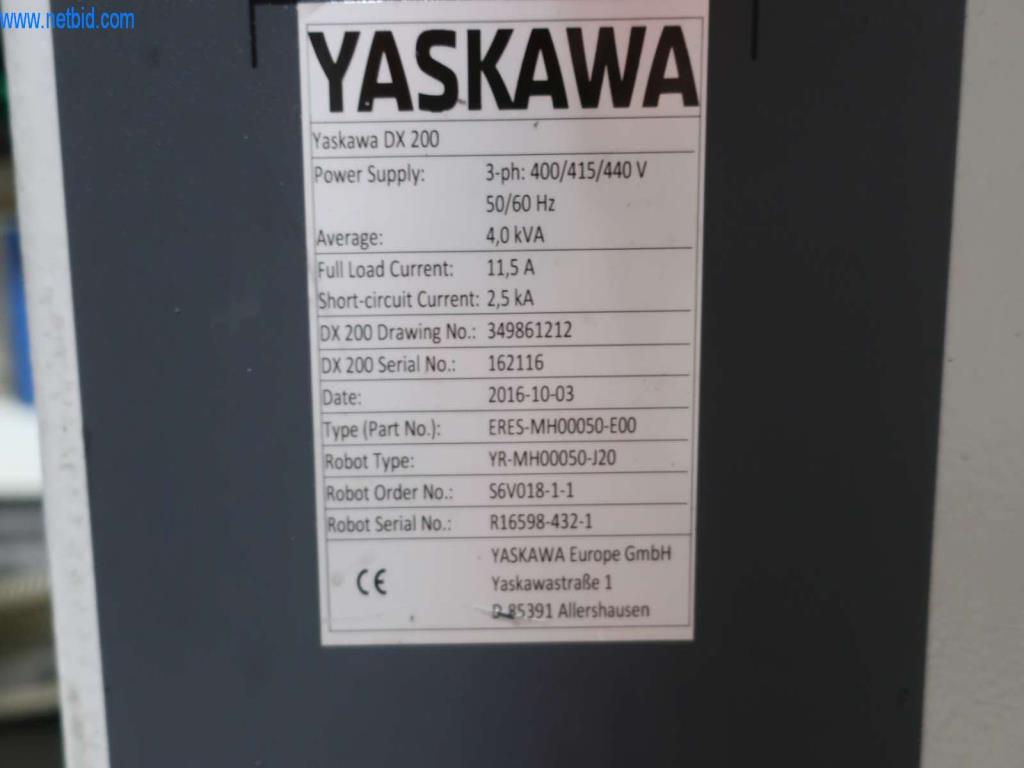 www.netbid.com
YASKAWA
Yaskawa DX 200
Power Supply: 3-ph: 400/415/440 V
50/60 Hz
Average: 4,0 kVA
Full Load Current: 11,5 A
Short-circuit Current: 2,5 kA
DX 200 Drawing No.: 349861212
DX 200 Serial No.: 162116
Date: 2016-10-03
Type (Part No.): ERES-MH00050-E00
Robot Type: YR-MH00050-J20
Robot Order No.: S6V018-1-1
Robot Serial No.: R16598-432-1
YASKAWA Europe GmbH
CE Yaskawastraße 1
D-85391 Allershausen